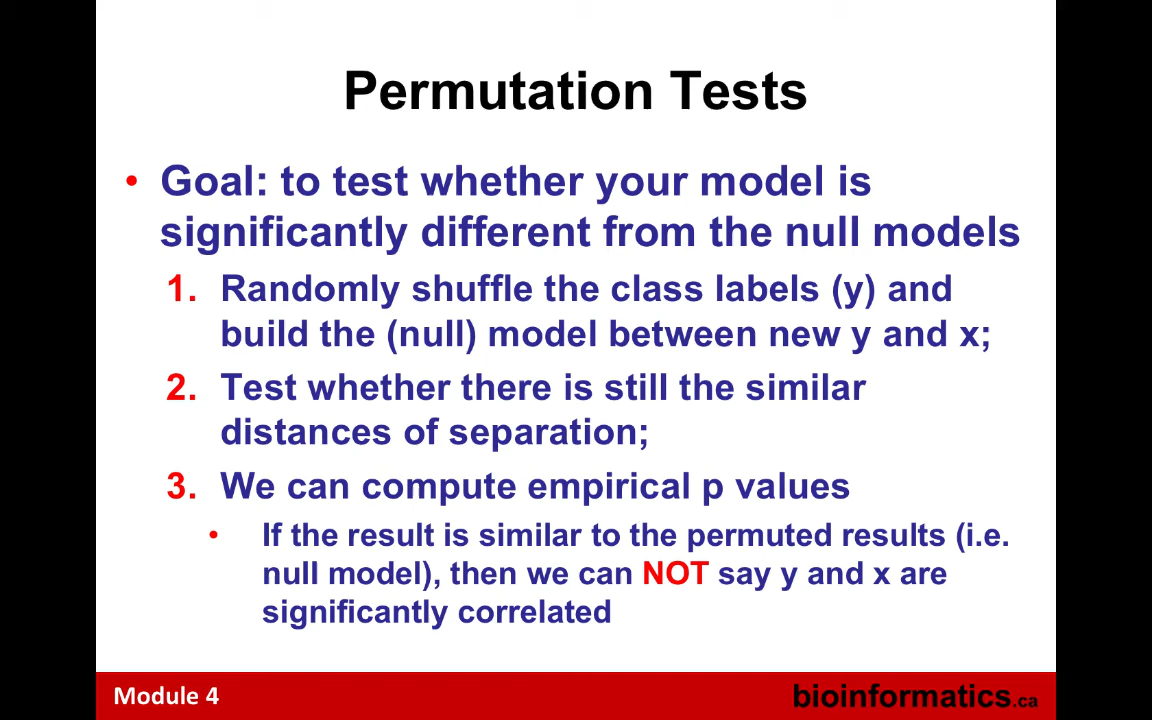 Permutation Tests
• Goal: to test whether your model is
significantly different from the null models
1. Randomly shuffle the class labels (y) and
build the (null) model between new y and x;
2. Test whether there is still the similar
distances of separation;
3. We can compute empirical p values
• If the result is similar to the permuted results (i.e.
null model), then we can NOT say y and x are
significantly correlated
Module 4
bioinformatics.ca